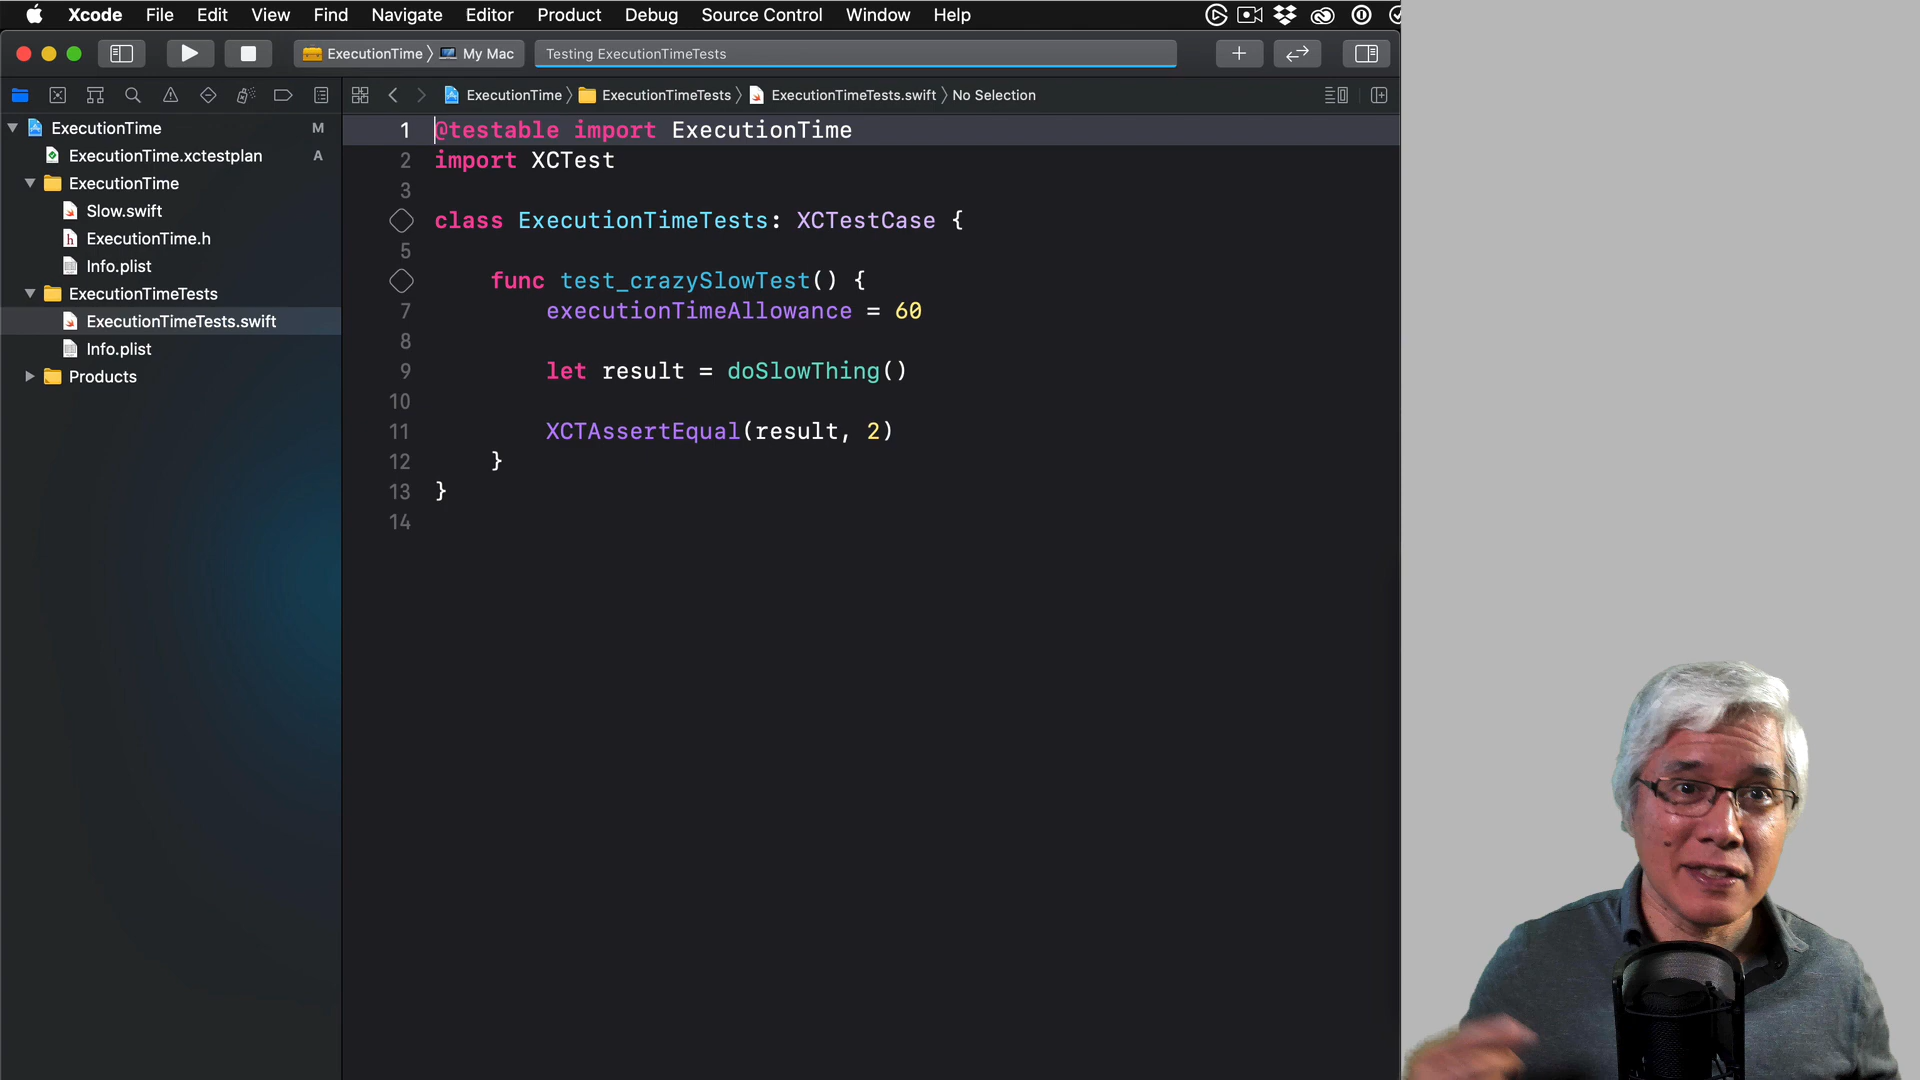 Xcode File Edit View Find Navigate Editor Product Debug Source Control Window Help
ExecutionTime 〉 My Mac
Testing ExecutionTimeTests
ExecutionTime 〉 ExecutionTimeTests 〉 ExecutionTimeTests.swift 〉 No Selection
ExecutionTime M
ExecutionTime.xctestplan A
ExecutionTime
Slow.swift
h ExecutionTime.h
Info.plist
ExecutionTimeTests
ExecutionTimeTests.swift
Info.plist
Products
1 @testable import ExecutionTime
2 import XCTest
3
class ExecutionTimeTests: XCTestCase {
5
func test_crazySlowTest() {
7 executionTimeAllowance = 60
8
9 let result = doSlowThing()
10
11 XCTAssertEqual(result, 2)
12 }
13 }
14